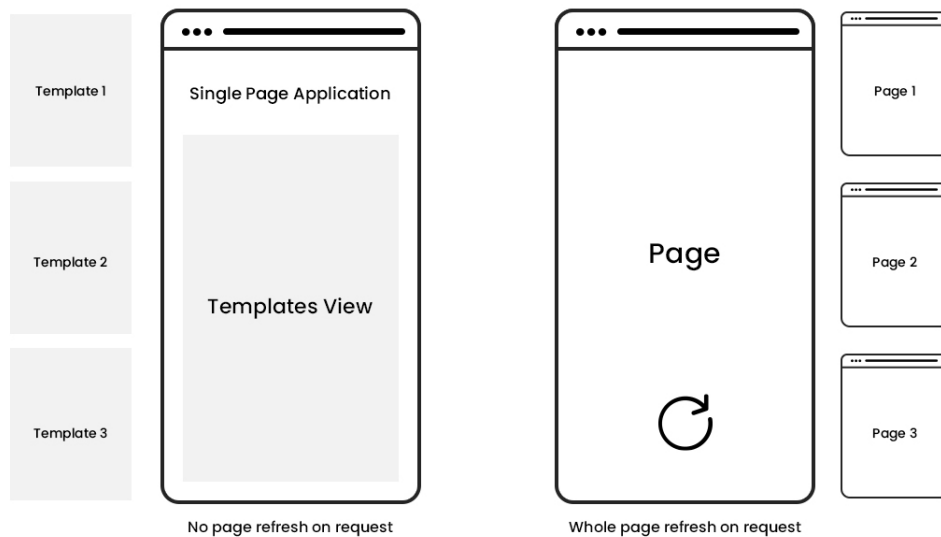 Template 1
Template 2
Template 3
Single Page Application
Templates View
No page refresh on request
Page
Whole page refresh on request
Page 1
Page 2
Page 3